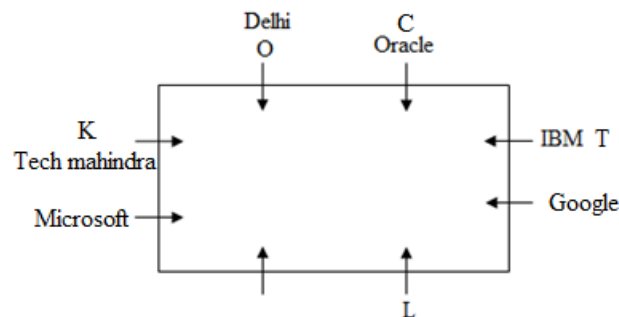 Delhi
O
C
Oracle
K
Tech mahindra
IBM T
Microsoft
Google
L